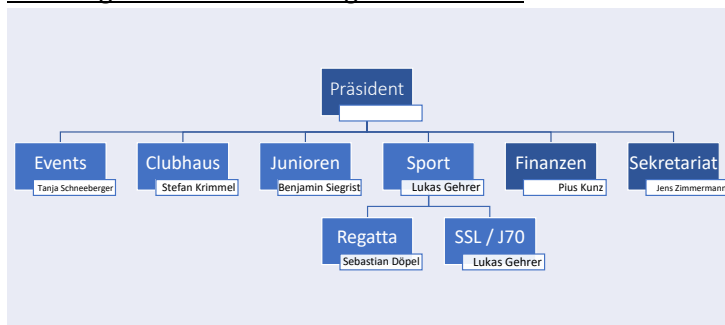 Präsident
Events
Tanja Schneeberger
Clubhaus
Stefan Krimmel
Junioren
Benjamin Siegrist
Sport
Lukas Gehrer
Finanzen
Pius Kunz
Sekretariat
Jens Zimmermann
Regatta
Sebastian Döpel
SSL / J70
Lukas Gehrer